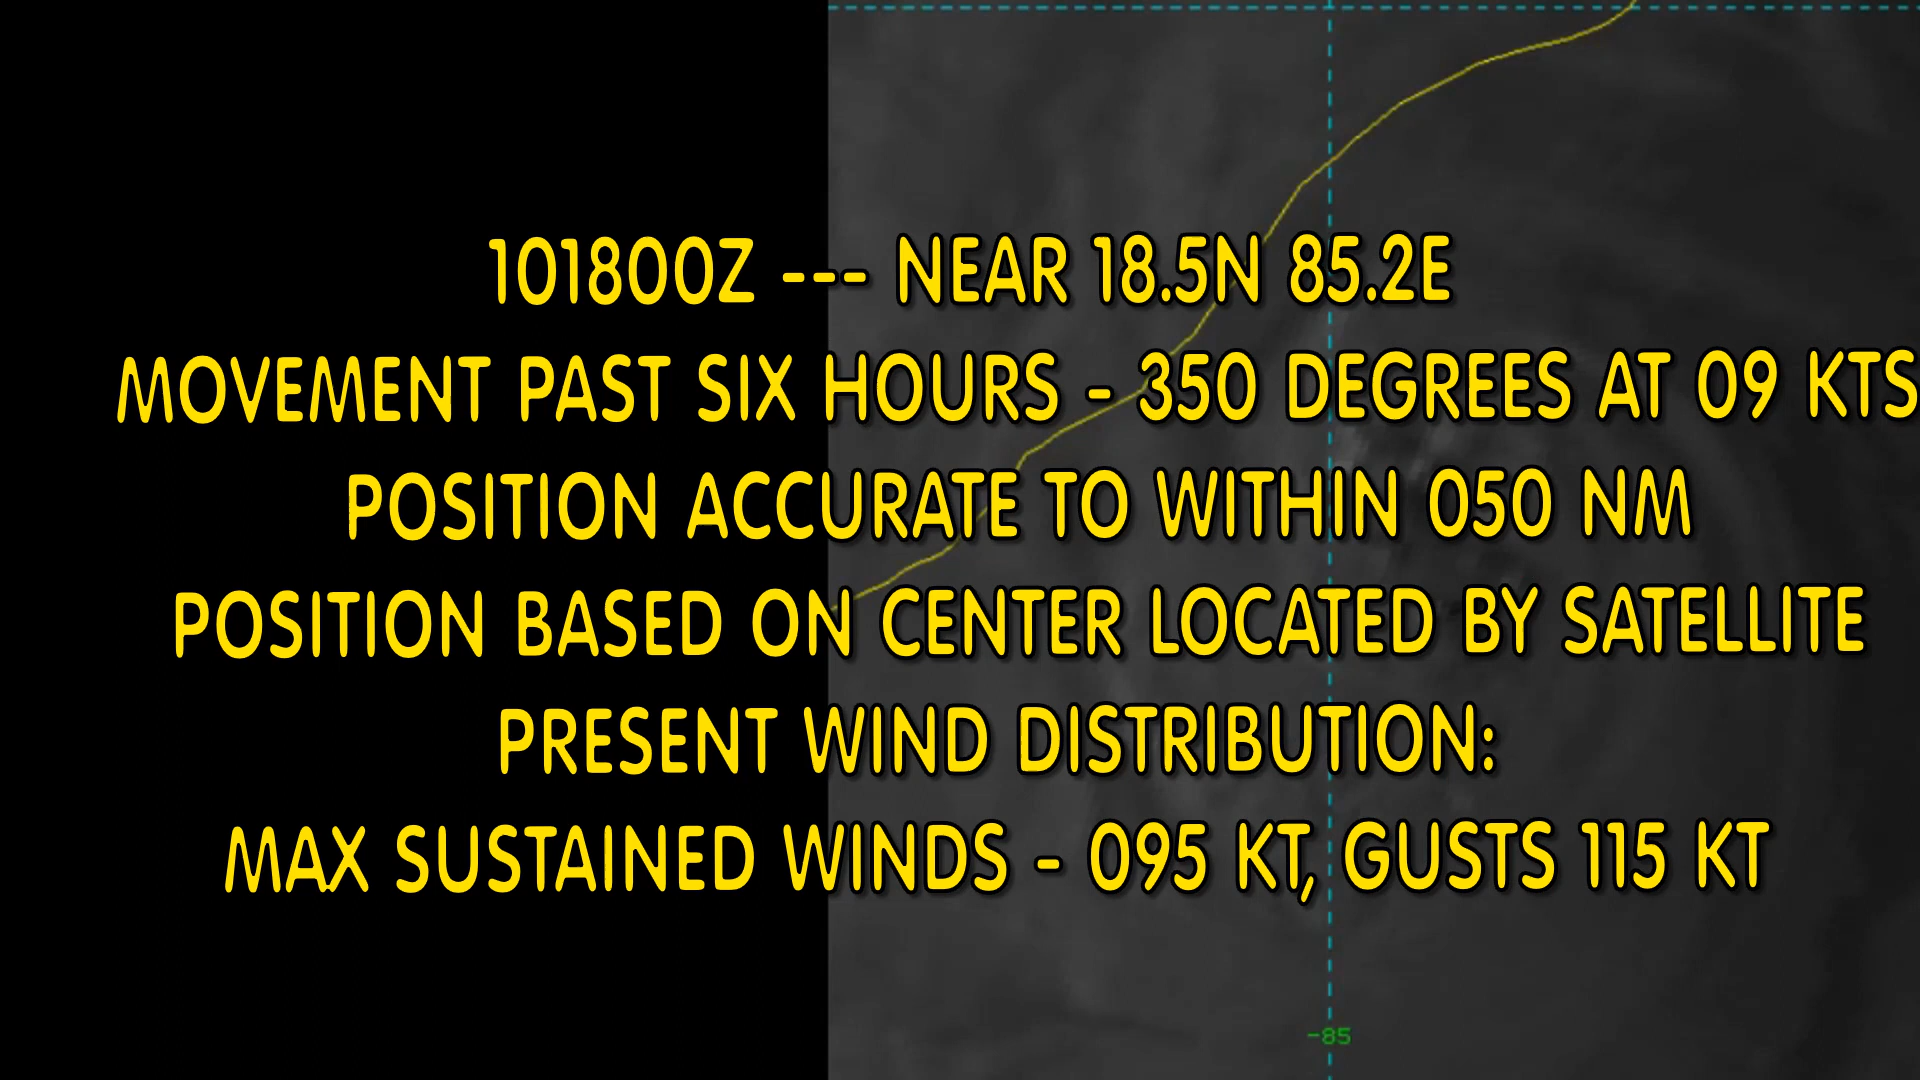 101800Z --- NEAR 18.5N 85.2E
MOVEMENT PAST SIX HOURS - 350 DEGREES AT 09 KTS
POSITION ACCURATE TO WITHIN 050 NM
POSITION BASED ON CENTER LOCATED BY SATELLITE
PRESENT WIND DISTRIBUTION:
MAX SUSTAINED WINDS - 095 KT, GUSTS 115 KT
-85